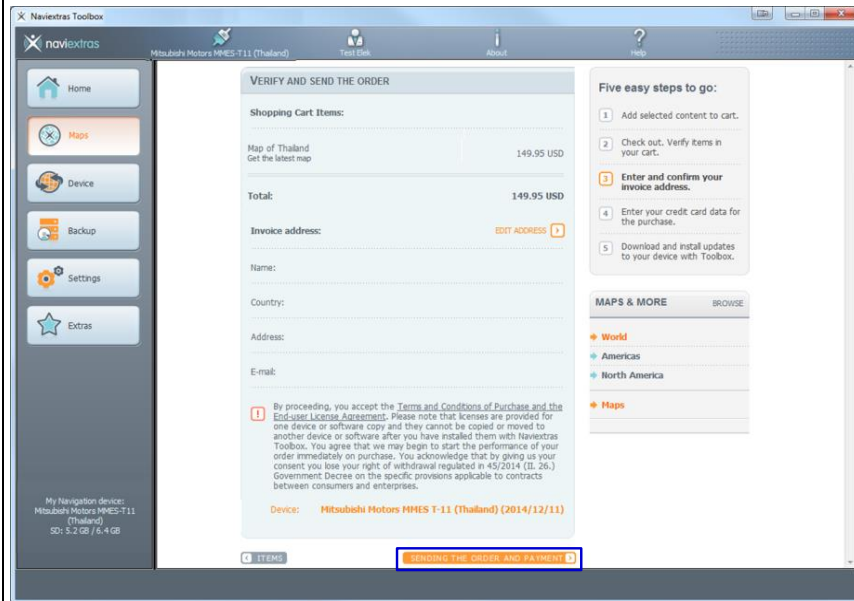 Naviextras Toolbox
naviextras
Mitsubishi Motors MMES-T11 (Thailand)
Test Elek
About
Help
Home
Maps
Device
Backup
Settings
Extras
My Navigation device:
Mitsubishi Motors MMES-T11
(Thailand)
SD: 5.2 GB / 6.4 GB
VERIFY AND SEND THE ORDER
Shopping Cart Items:
Map of Thailand
Get the latest map
149.95 USD
Total: 149.95 USD
Invoice address: EDIT ADDRESS
Name:
Country:
Address:
E-mail:
By proceeding, you accept the Terms and Conditions of Purchase and the
End-user License Agreement. Please note that licenses are provided for
one device or software copy and they cannot be copied or moved to
another device or software after you have installed them with Naviextras
Toolbox. You agree that we may begin to start the performance of your
order immediately on purchase. You acknowledge that by giving us your
consent you lose your right of withdrawal regulated in 45/2014 (II. 26.)
Government Decree on the specific provisions applicable to contracts
between consumers and enterprises.
Device: Mitsubishi Motors MMES T-11 (Thailand) (2014/12/11)
ITEMS
SENDING THE ORDER AND PAYMENT
Five easy steps to go:
1 Add selected content to cart.
2 Check out. Verify items in
your cart.
3 Enter and confirm your
invoice address.
4 Enter your credit card data for
the purchase.
5 Download and install updates
to your device with Toolbox.
MAPS & MORE BROWSE
World
Americas
North America
Maps